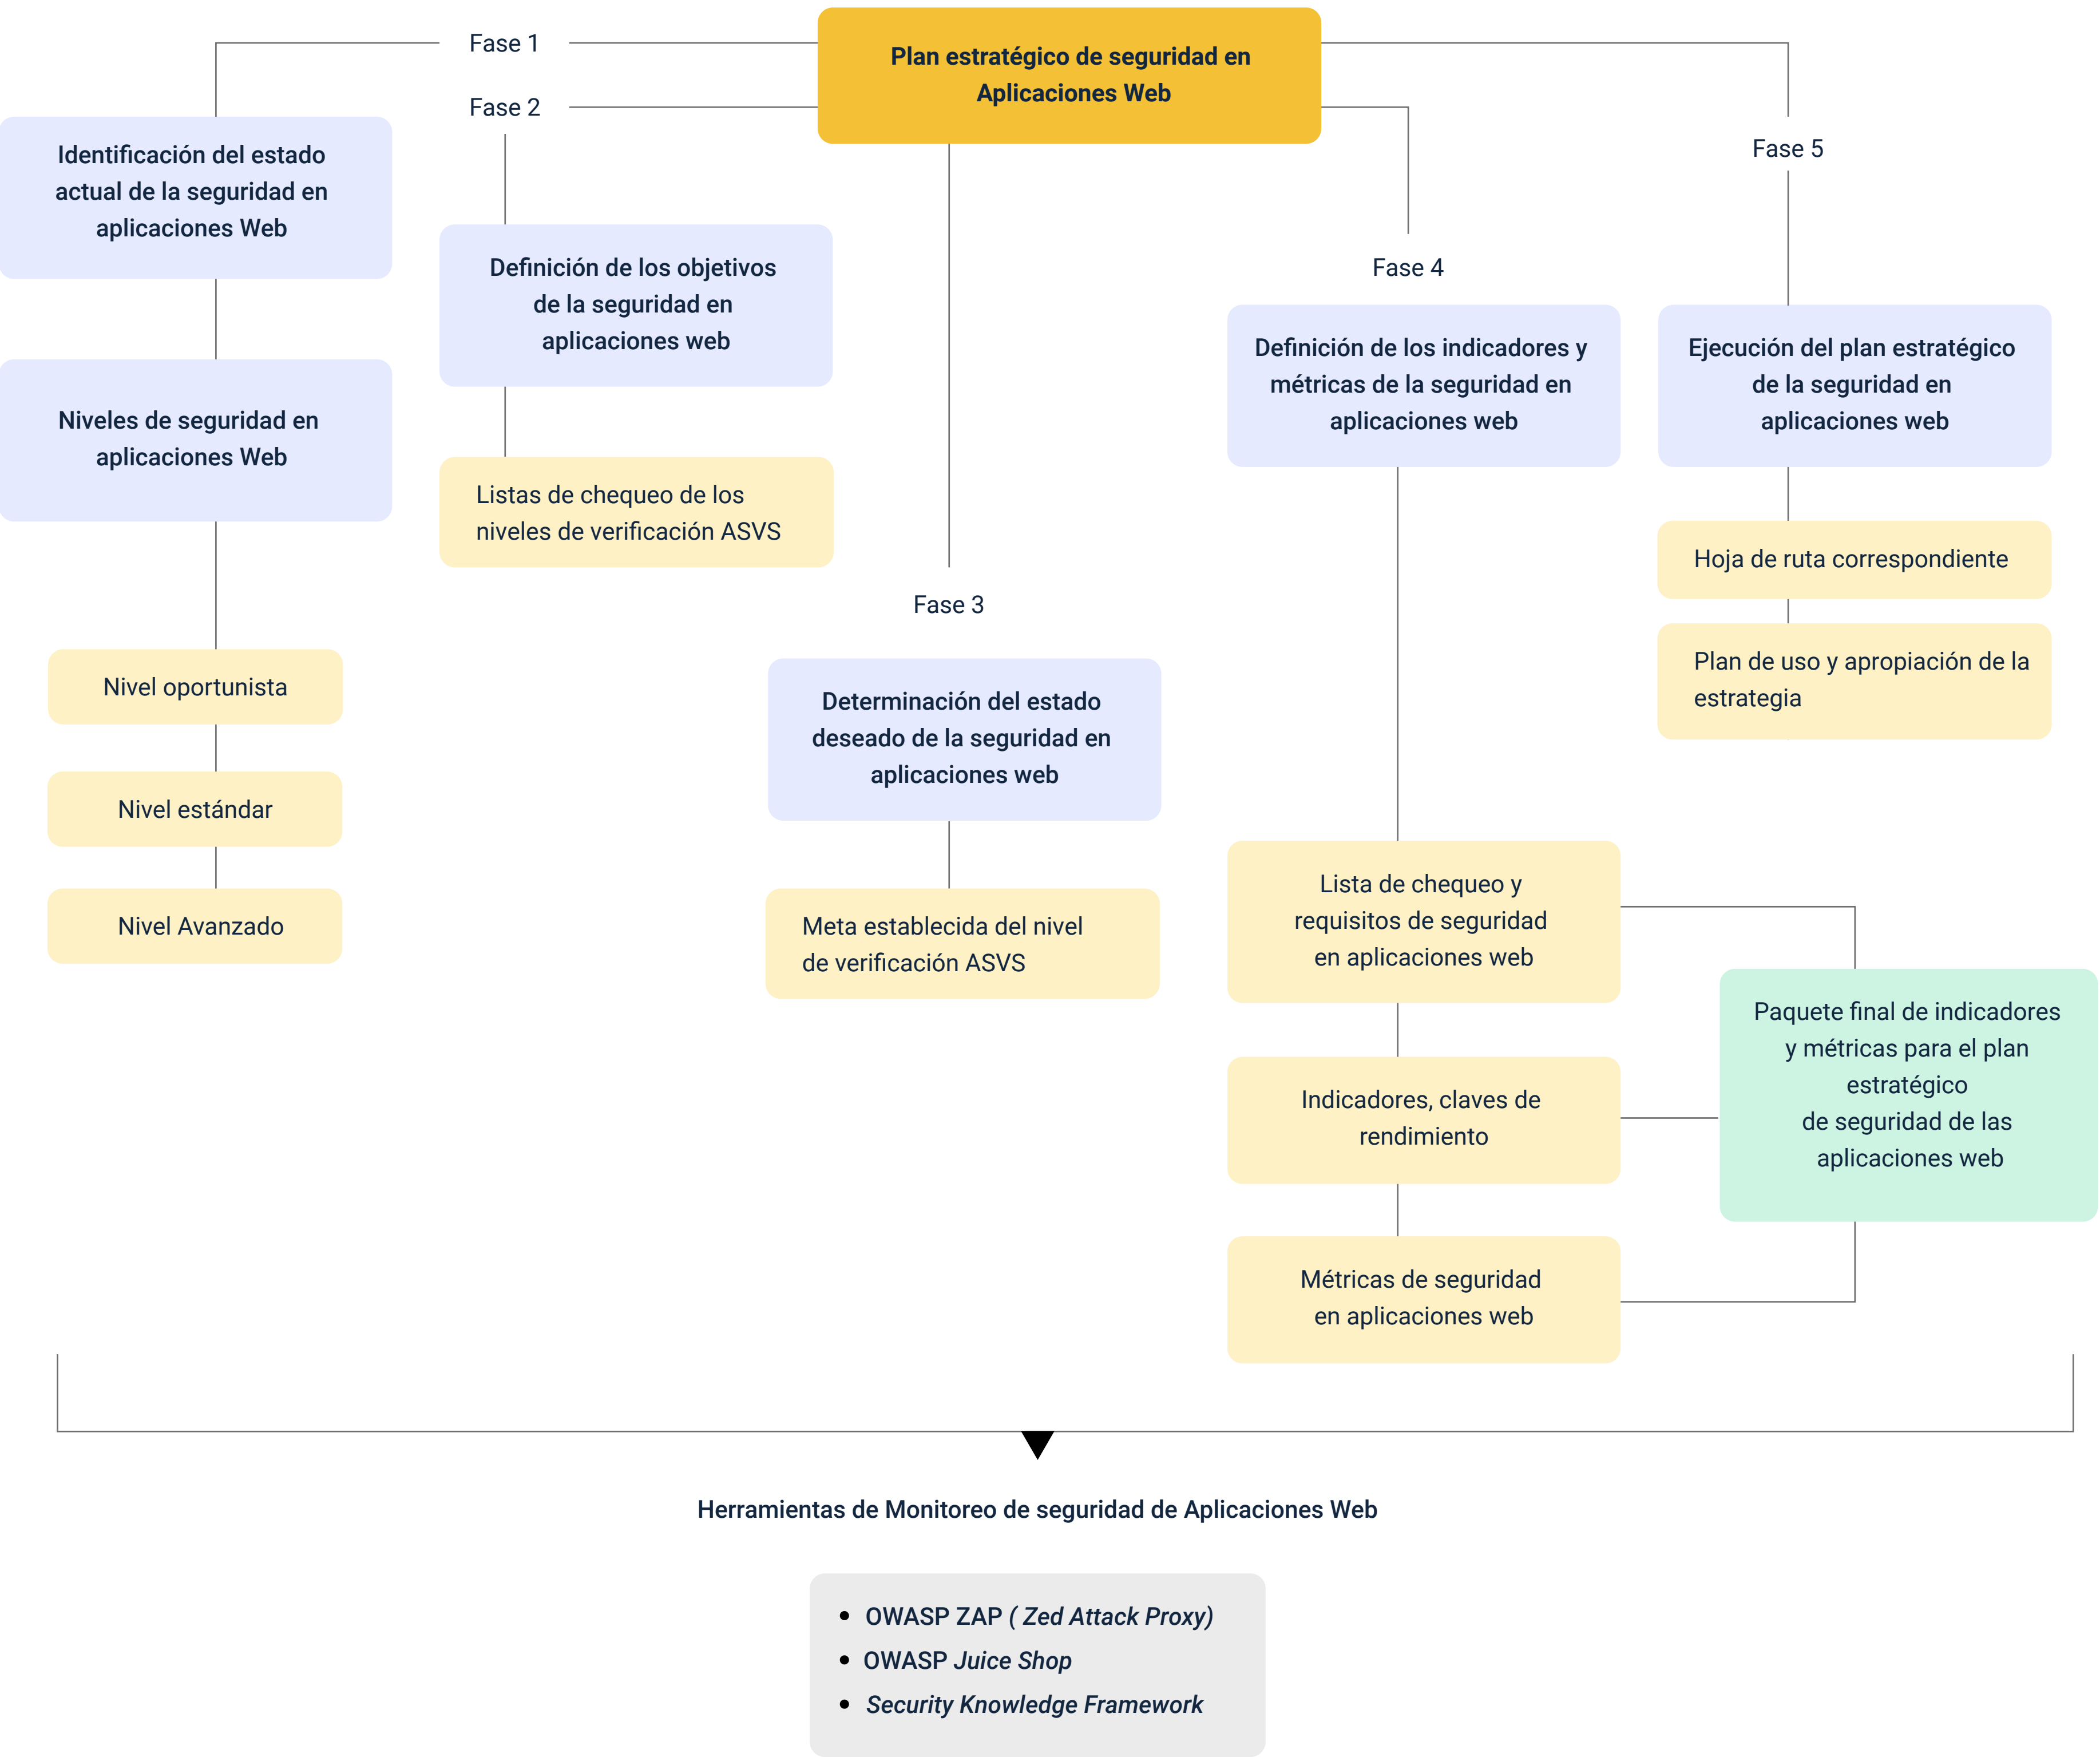 Plan estratégico de seguridad en
Aplicaciones Web
Fase 1
Identificación del estado
actual de la seguridad en
aplicaciones Web
Niveles de seguridad en
aplicaciones Web
Nivel oportunista
Nivel estándar
Nivel Avanzado
Fase 2
Definición de los objetivos
de la seguridad en
aplicaciones web
Listas de chequeo de los
niveles de verificación ASVS
Fase 3
Determinación del estado
deseado de la seguridad en
aplicaciones web
Meta establecida del nivel
de verificación ASVS
Fase 4
Definición de los indicadores y
métricas de la seguridad en
aplicaciones web
Lista de chequeo y
requisitos de seguridad
en aplicaciones web
Indicadores, claves de
rendimiento
Métricas de seguridad
en aplicaciones web
Paquete final de indicadores
y métricas para el plan
estratégico
de seguridad de las
aplicaciones web
Fase 5
Ejecución del plan estratégico
de la seguridad en
aplicaciones web
Hoja de ruta correspondiente
Plan de uso y apropiación de la
estrategia
Herramientas de Monitoreo de seguridad de Aplicaciones Web
• OWASP ZAP ( Zed Attack Proxy)
• OWASP Juice Shop
• Security Knowledge Framework